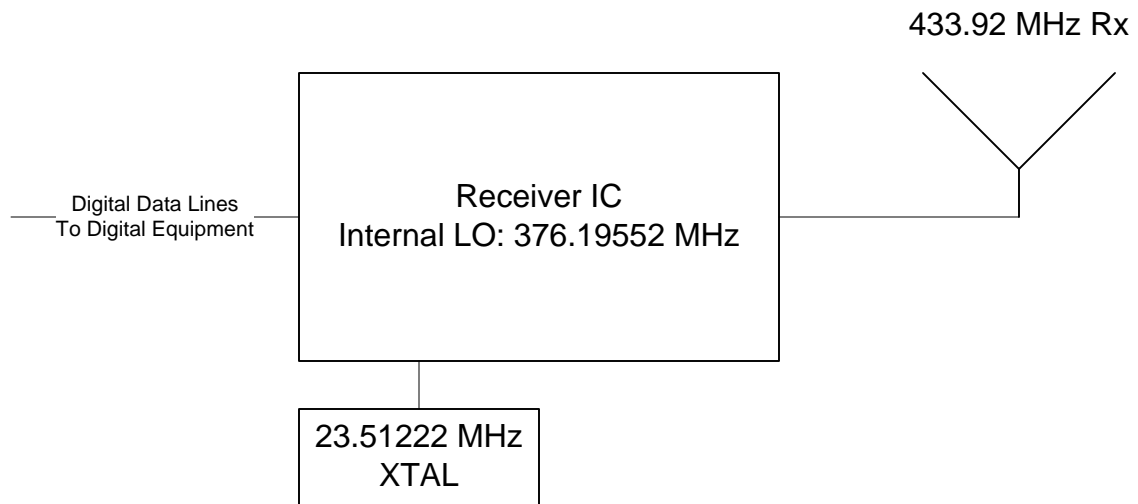 433.92 MHz Rx
Receiver IC
Internal LO: 376.19552 MHz
Digital Data Lines
To Digital Equipment
23.51222 MHz
XTAL